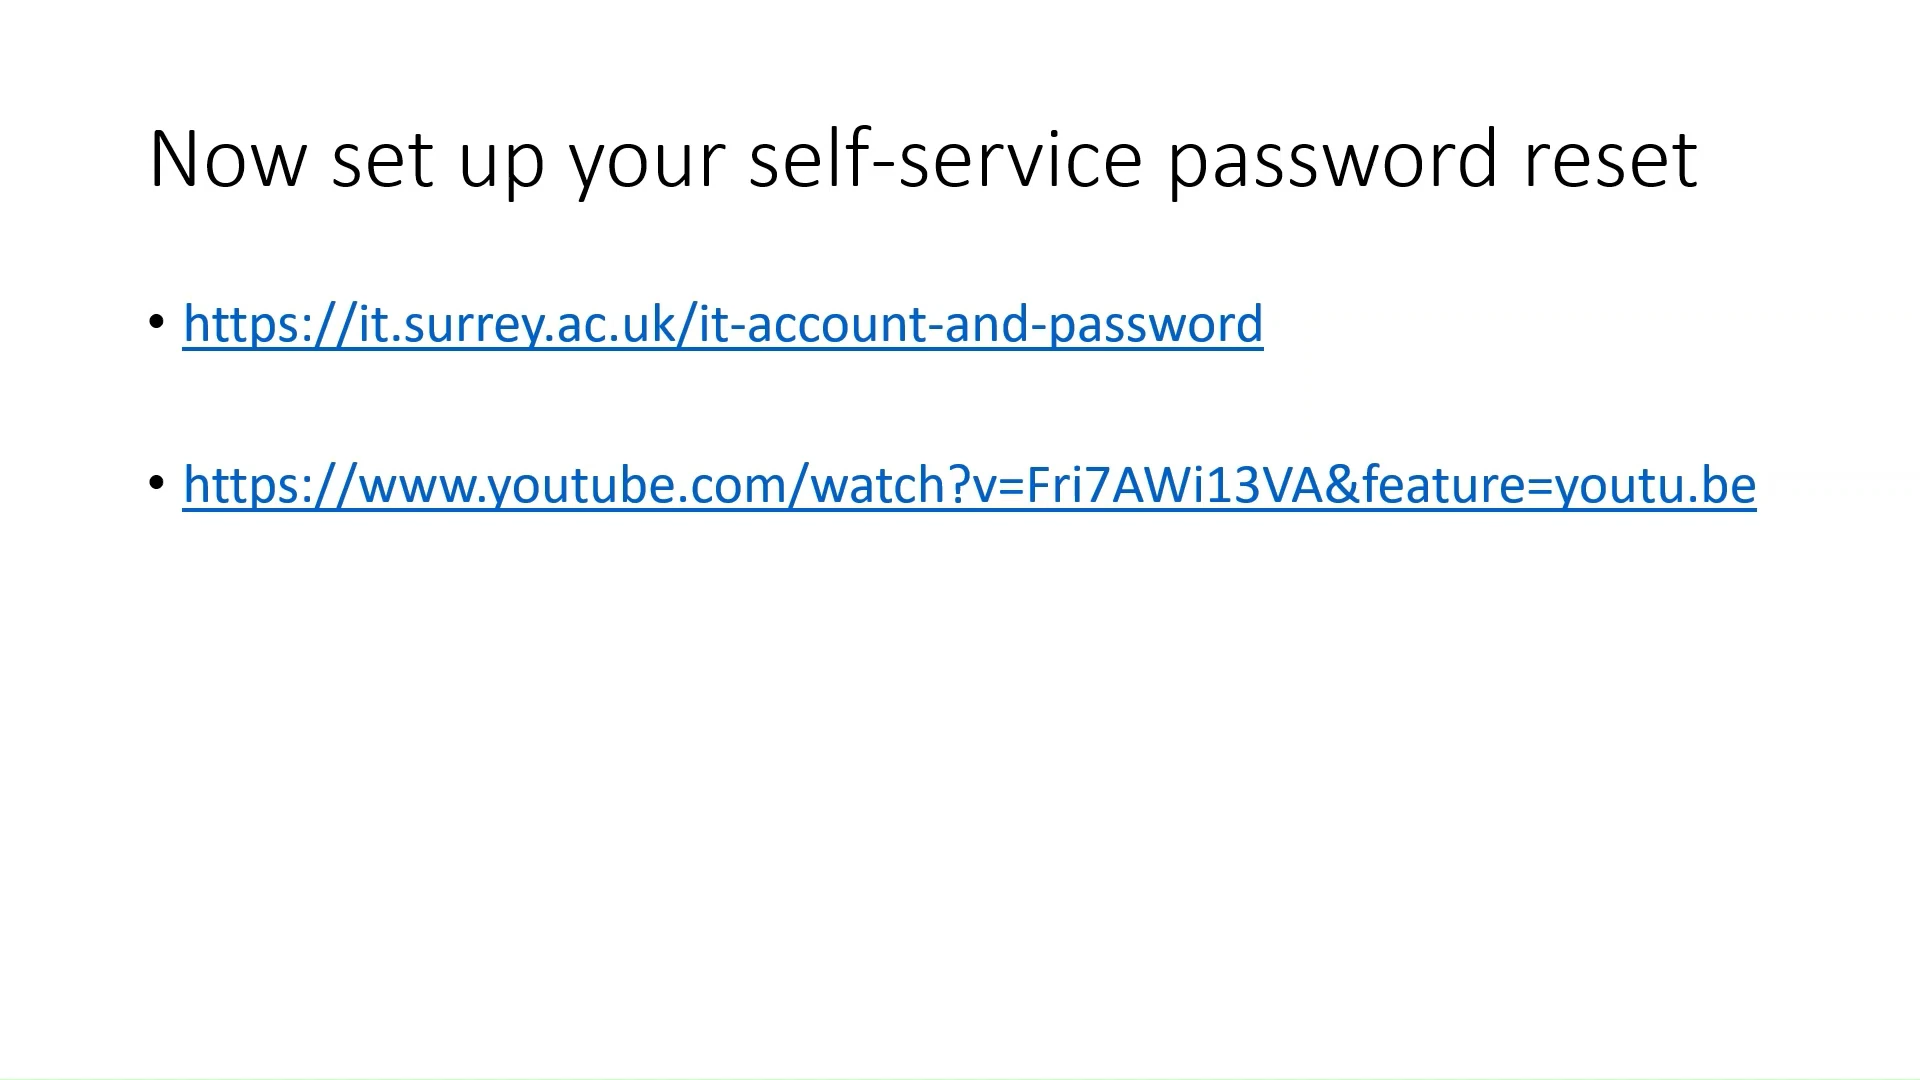 Now set up your self-service password reset
• https://it.surrey.ac.uk/it-account-and-password
• https://www.youtube.com/watch?v=Fri7AWi13VA&feature=youtu.be